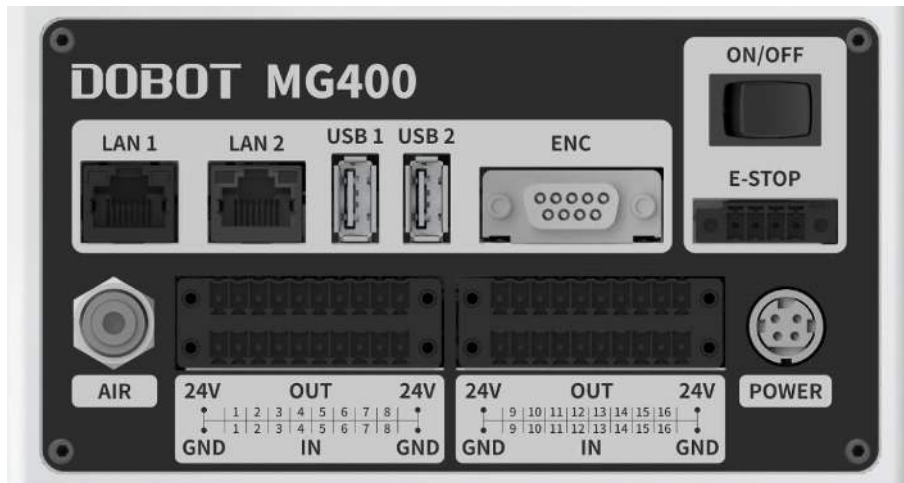 DOBOT MG400
ON/OFF
LAN 1 LAN 2 USB 1 USB 2 ENC
E-STOP
AIR
24V OUT 24V
1 2 3 4 5 6 7 8
1 2 3 4 5 6 7 8
GND IN GND
24V OUT 24V
9 10 11 12 13 14 15 16
9 10 11 12 13 14 15 16
GND IN GND
POWER